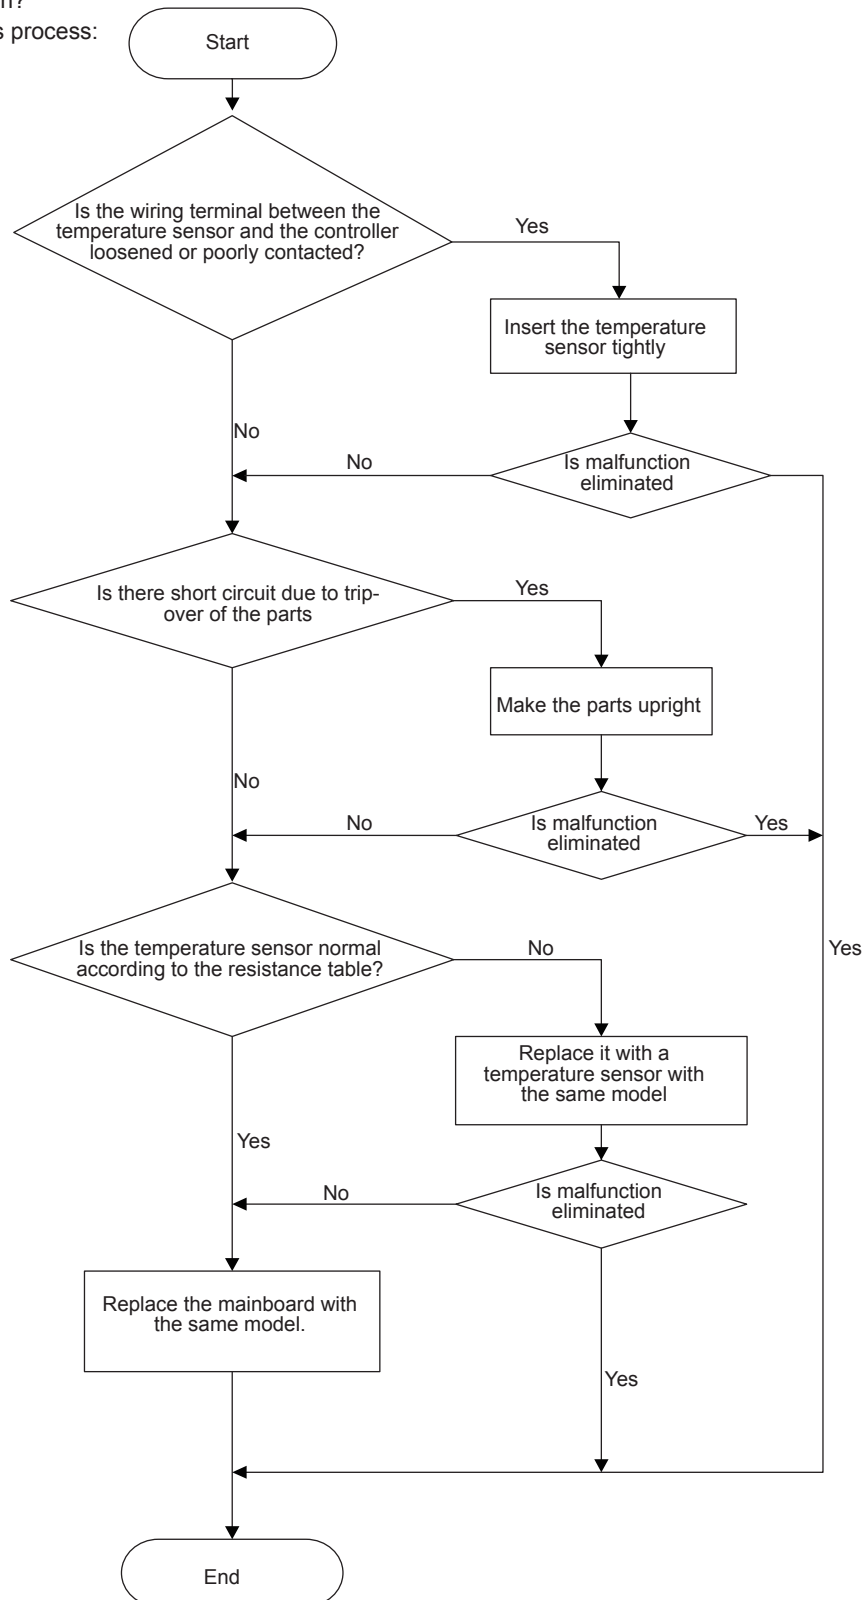 s process:
Start
Is the wiring terminal between the
temperature sensor and the controller
loosened or poorly contacted?
Yes
Insert the temperature
sensor tightly
No
No
Is malfunction
eliminated
Is there short circuit due to trip-
over of the parts
Yes
Make the parts upright
No
No
Is malfunction
eliminated
Yes
Is the temperature sensor normal
according to the resistance table?
No
Yes
Replace it with a
temperature sensor with
the same model
Yes
No
Is malfunction
eliminated
Replace the mainboard with
the same model.
Yes
End